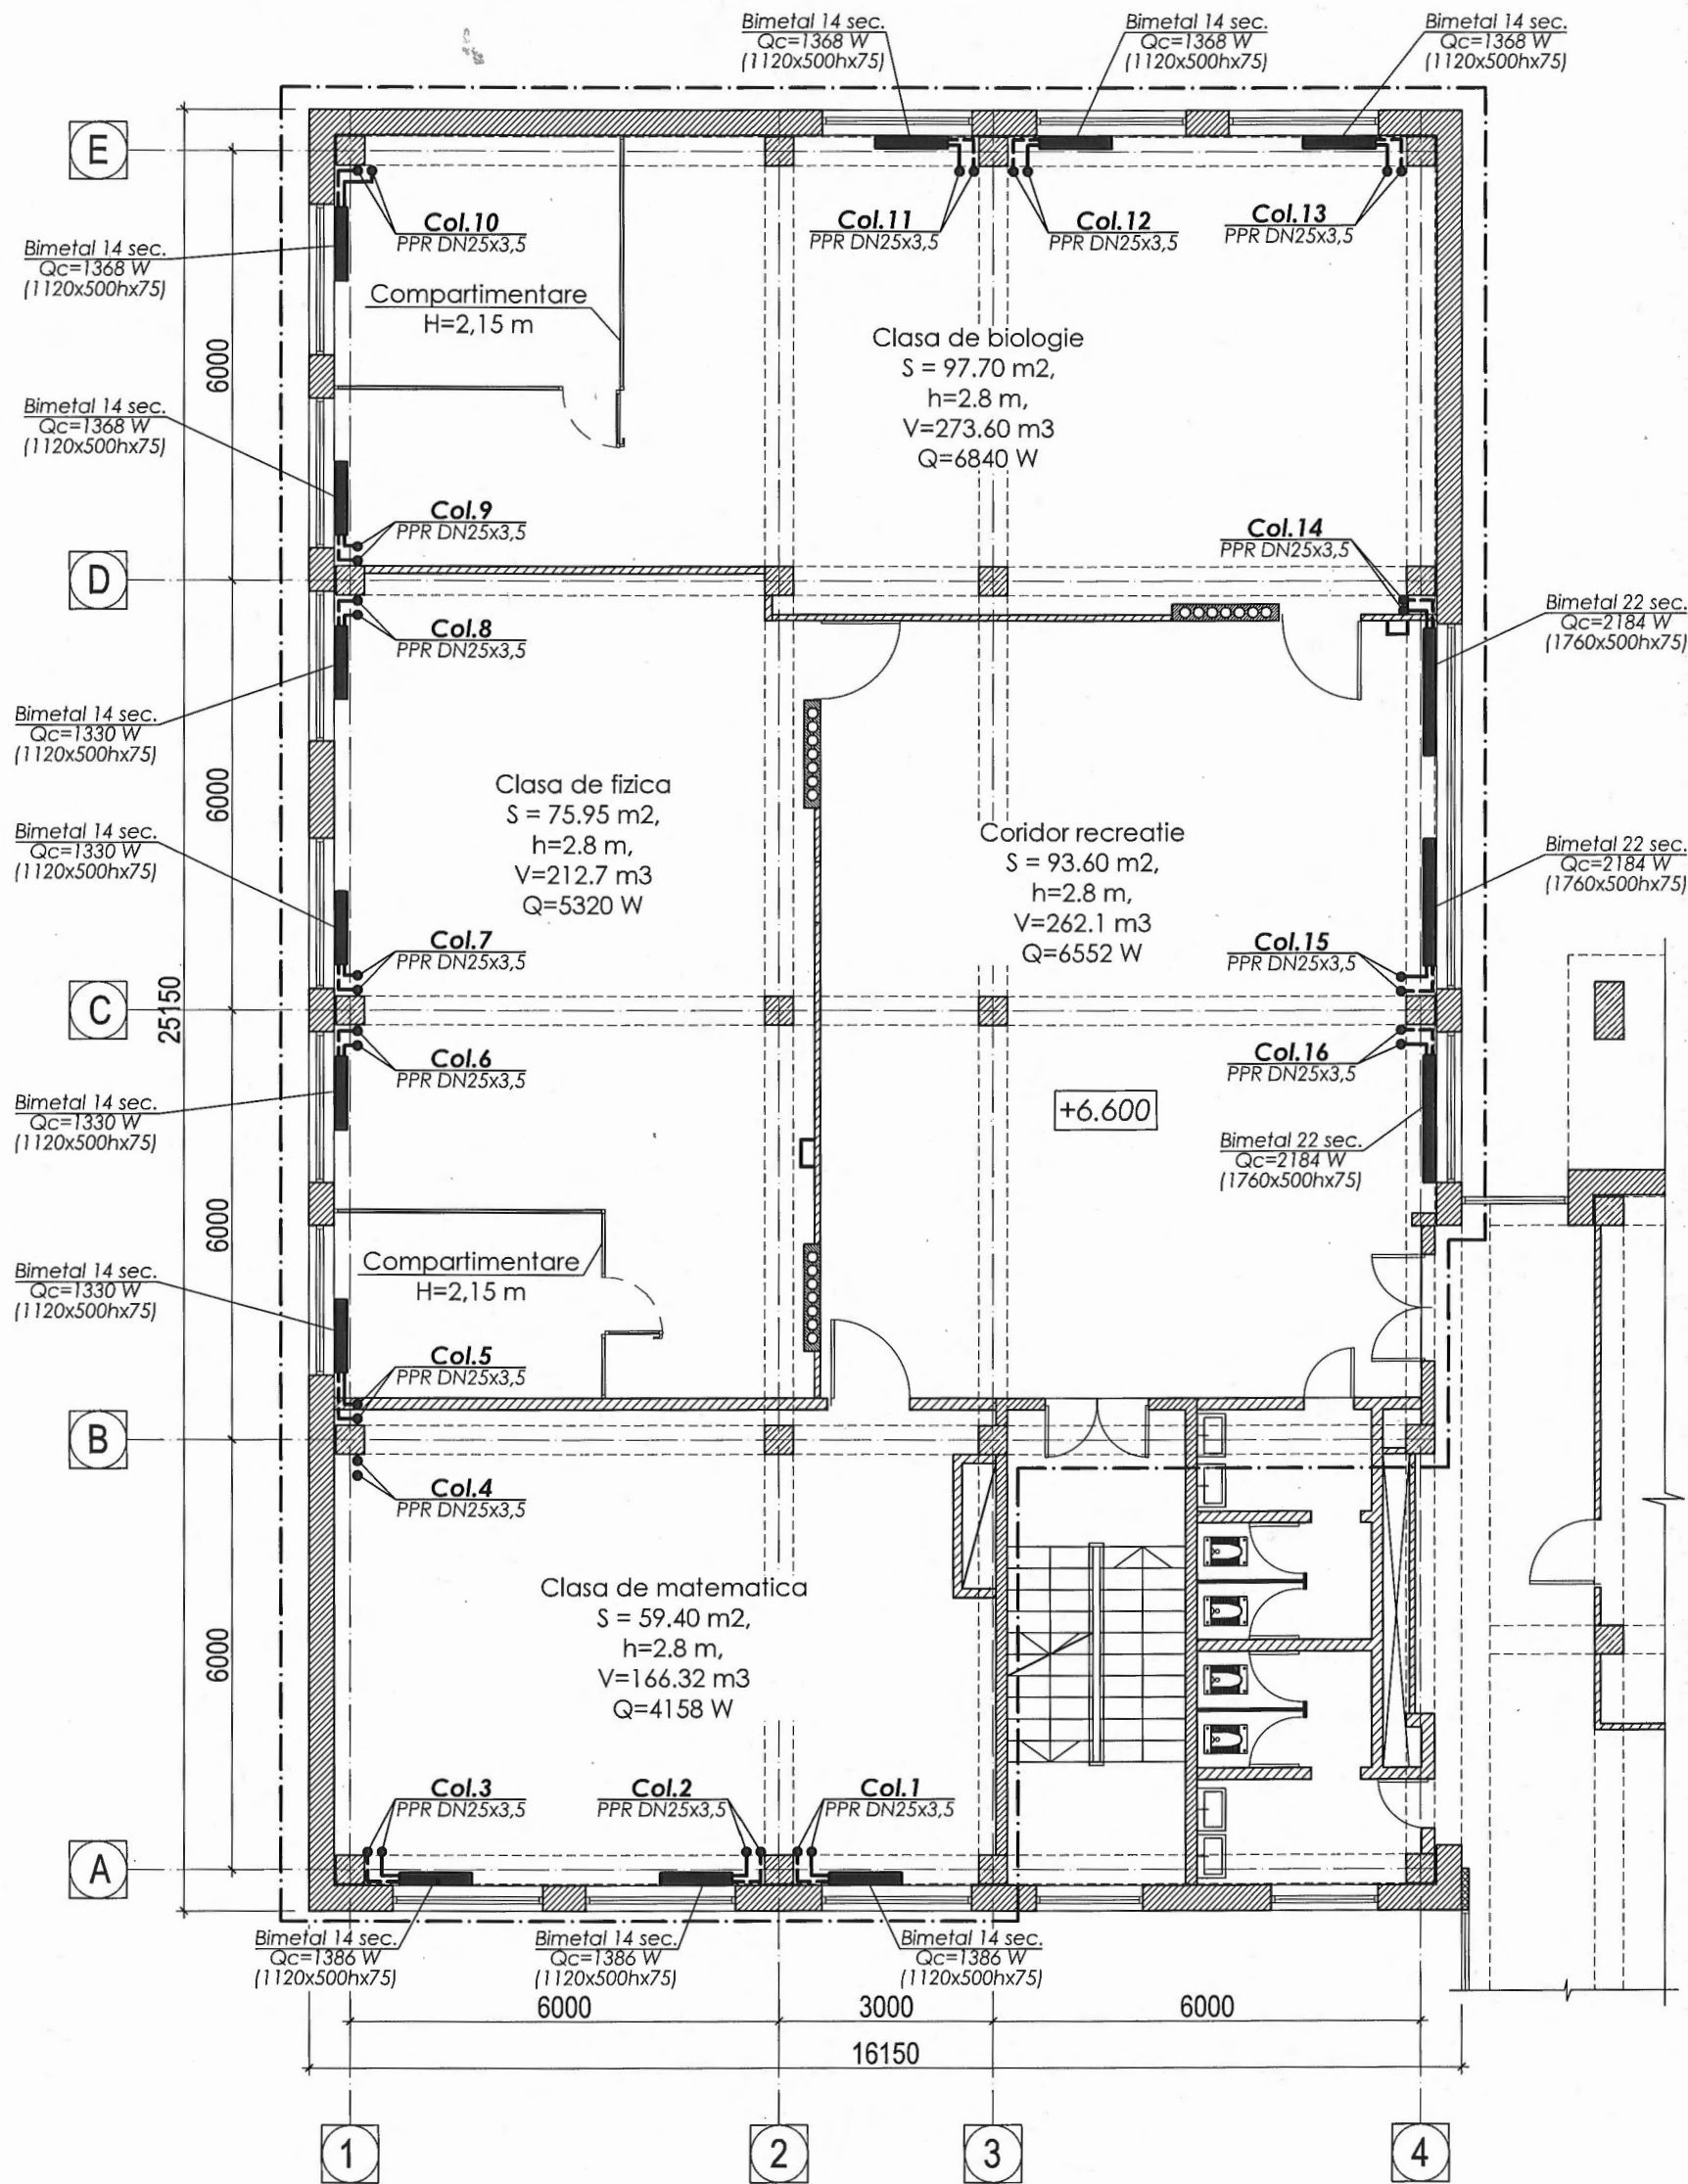 Bimetal 14 sec.
Qc=1368 W
(1120x500hx75)
Bimetal 14 sec.
Qc=1368 W
(1120x500hx75)
Bimetal 14 sec.
Qc=1368 W
(1120x500hx75)
E
Col.10
PPR DN25x3,5
Col.11
PPR DN25x3,5
Col.12
PPR DN25x3,5
Col.13
PPR DN25x3,5
Bimetal 14 sec.
Qc=1368 W
(1120x500hx75)
Compartimentare
H=2,15 m
6000
Clasa de biologie
S = 97.70 m2,
h=2.8 m,
V=273.60 m3
Q=6840 W
Bimetal 14 sec.
Qc=1368 W
(1120x500hx75)
Col.9
PPR DN25x3,5
Col.14
PPR DN25x3,5
D
Col.8
PPR DN25x3,5
Bimetal 22 sec.
Qc=2184 W
(1760x500hx75)
Bimetal 14 sec.
Qc=1330 W
(1120x500hx75)
6000
Clasa de fizica
S = 75.95 m2,
h=2.8 m,
V=212.7 m3
Q=5320 W
Bimetal 14 sec.
Qc=1330 W
(1120x500hx75)
Coridor recreatie
S = 93.60 m2,
h=2.8 m,
V=262.1 m3
Q=6552 W
Bimetal 22 sec.
Qc=2184 W
(1760x500hx75)
Col.7
PPR DN25x3,5
Col.15
PPR DN25x3,5
C
25150
Col.6
PPR DN25x3,5
Col.16
PPR DN25x3,5
+6.600
Bimetal 14 sec.
Qc=1330 W
(1120x500hx75)
Bimetal 22 sec.
Qc=2184 W
(1760x500hx75)
6000
Compartimentare
H=2,15 m
Bimetal 14 sec.
Qc=1330 W
(1120x500hx75)
Col.5
PPR DN25x3,5
B
Col.4
PPR DN25x3,5
Clasa de matematica
S = 59.40 m2,
h=2.8 m,
V=166.32 m3
Q=4158 W
6000
Col.3
PPR DN25x3,5
Col.2
PPR DN25x3,5
Col.1
PPR DN25x3,5
A
Bimetal 14 sec.
Qc=1386 W
(1120x500hx75)
Bimetal 14 sec.
Qc=1386 W
(1120x500hx75)
Bimetal 14 sec.
Qc=1386 W
(1120x500hx75)
6000
3000
6000
16150
1
2
3
4